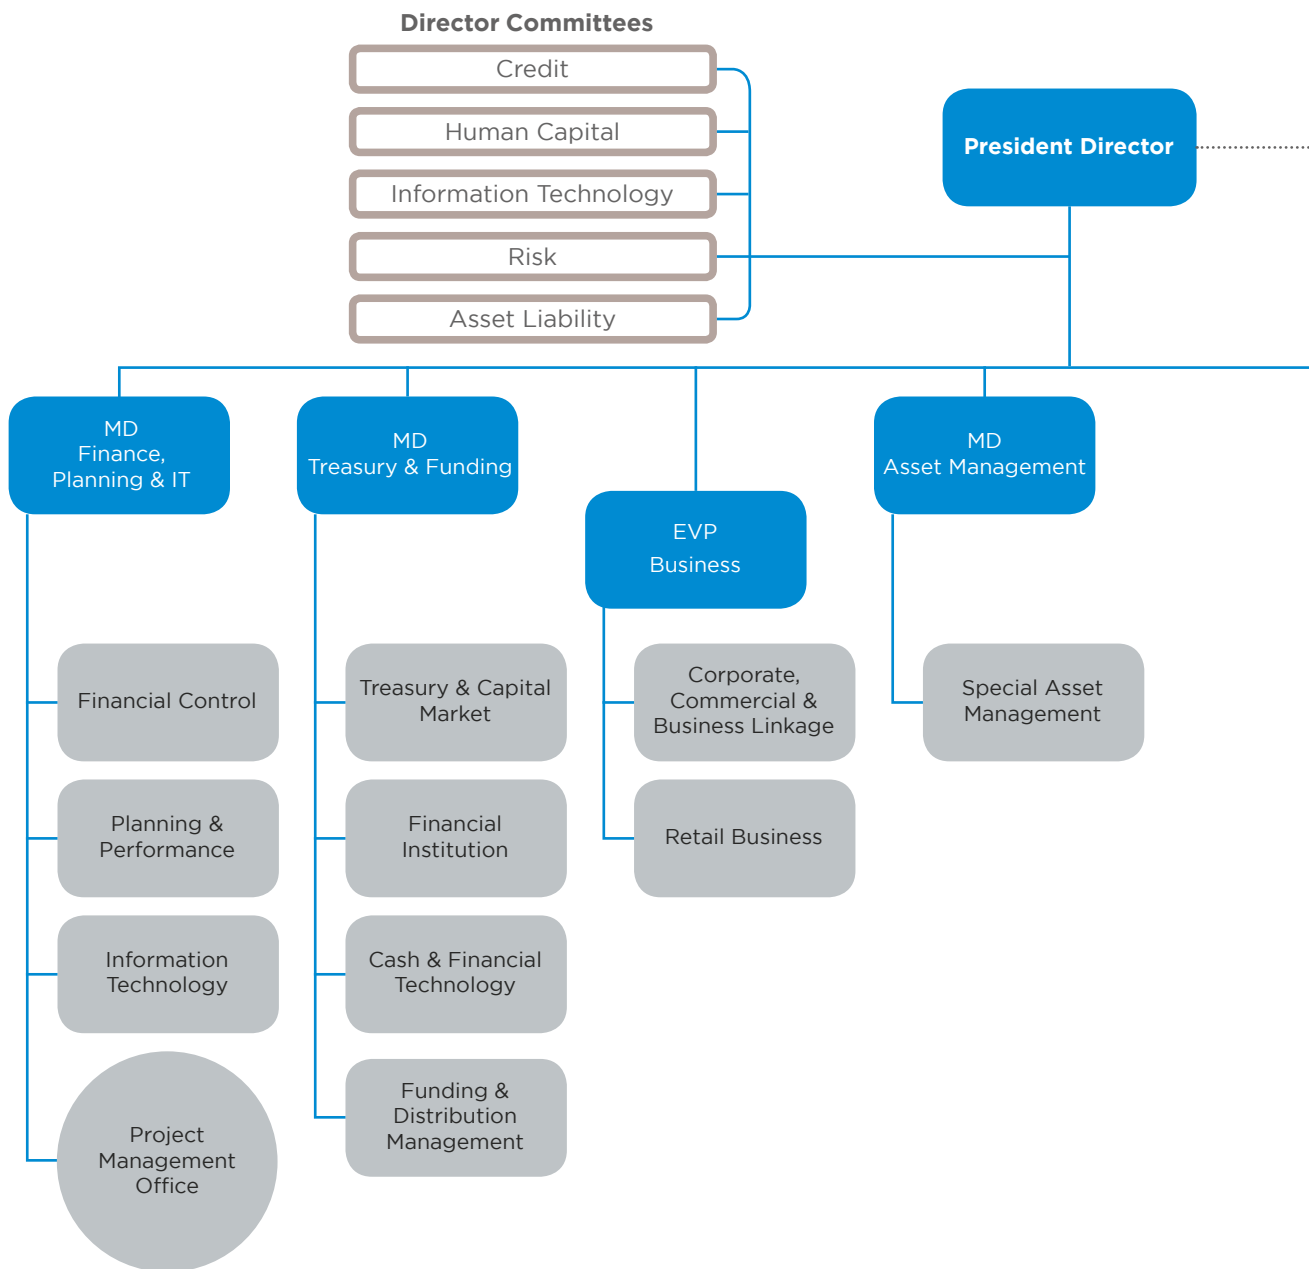 Director Committees
Credit
Human Capital
Information Technology
Risk
Asset Liability
President Director
MD
Finance,
Planning & IT
MD
Treasury & Funding
EVP
Business
MD
Asset Management
Financial Control
Planning &
Performance
Information
Technology
Project
Management
Office
Treasury & Capital
Market
Financial
Institution
Cash & Financial
Technology
Funding &
Distribution
Management
Corporate,
Commercial &
Business Linkage
Retail Business
Special Asset
Management